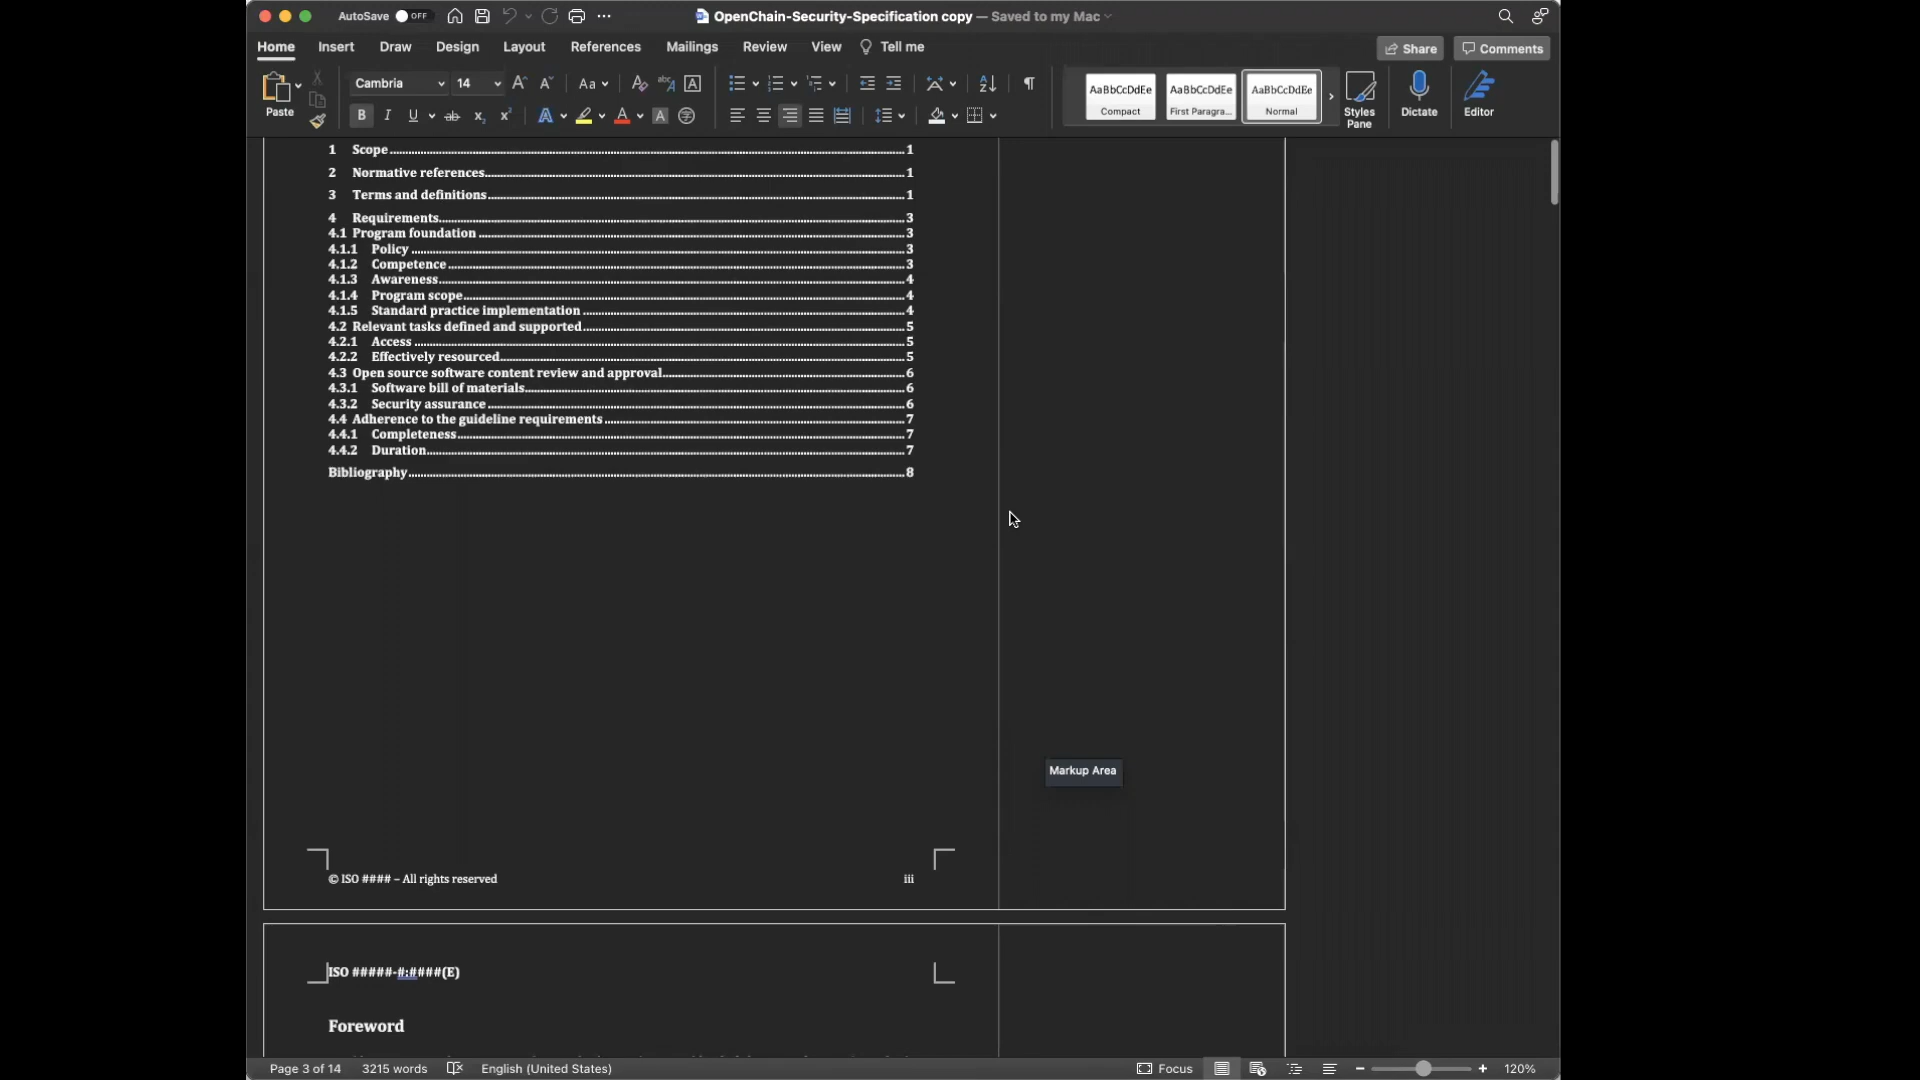 AutoSave OFF OpenChain-Security-Specification copy — Saved to my Mac
Home Insert Draw Design Layout References Mailings Review View Tell me Share Comments
Paste Cambria 14 Aa AaBbCcDdEe Compact AaBbCcDdEe First Paragra... AaBbCcDdEe Normal Styles Pane Dictate Editor
1 Scope 1
2 Normative references 1
3 Terms and definitions 1
4 Requirements 3
4.1 Program foundation 3
4.1.1 Policy 3
4.1.2 Competence 3
4.1.3 Awareness 4
4.1.4 Program scope 4
4.1.5 Standard practice implementation 4
4.2 Relevant tasks defined and supported 5
4.2.1 Access 5
4.2.2 Effectively resourced 5
4.3 Open source software content review and approval 6
4.3.1 Software bill of materials 6
4.3.2 Security assurance 6
4.4 Adherence to the guideline requirements 7
4.4.1 Completeness 7
4.4.2 Duration 7
Bibliography 8
Markup Area
© ISO #### – All rights reserved iii
ISO #####-#:####(E)
Foreword
Page 3 of 14 3215 words English (United States) Focus 120%